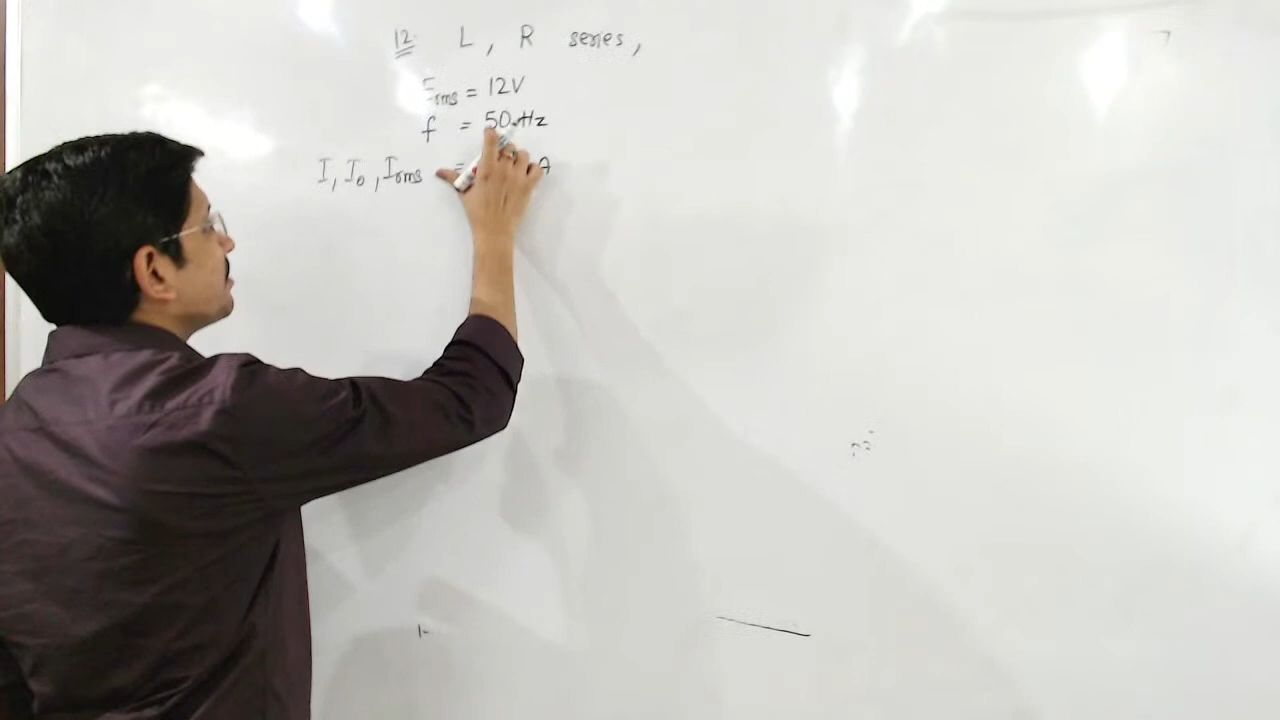 12. L, R series,
Erms = 12V
f = 50 Hz
I, I₀, Irms = A